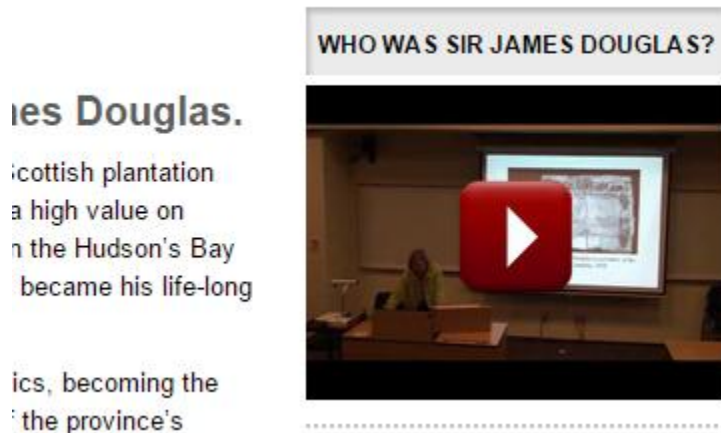 WHO WAS SIR JAMES DOUGLAS?
es Douglas.
Scottish plantation
a high value on
the Hudson's Bay
became his life-long
ics, becoming the
the province's